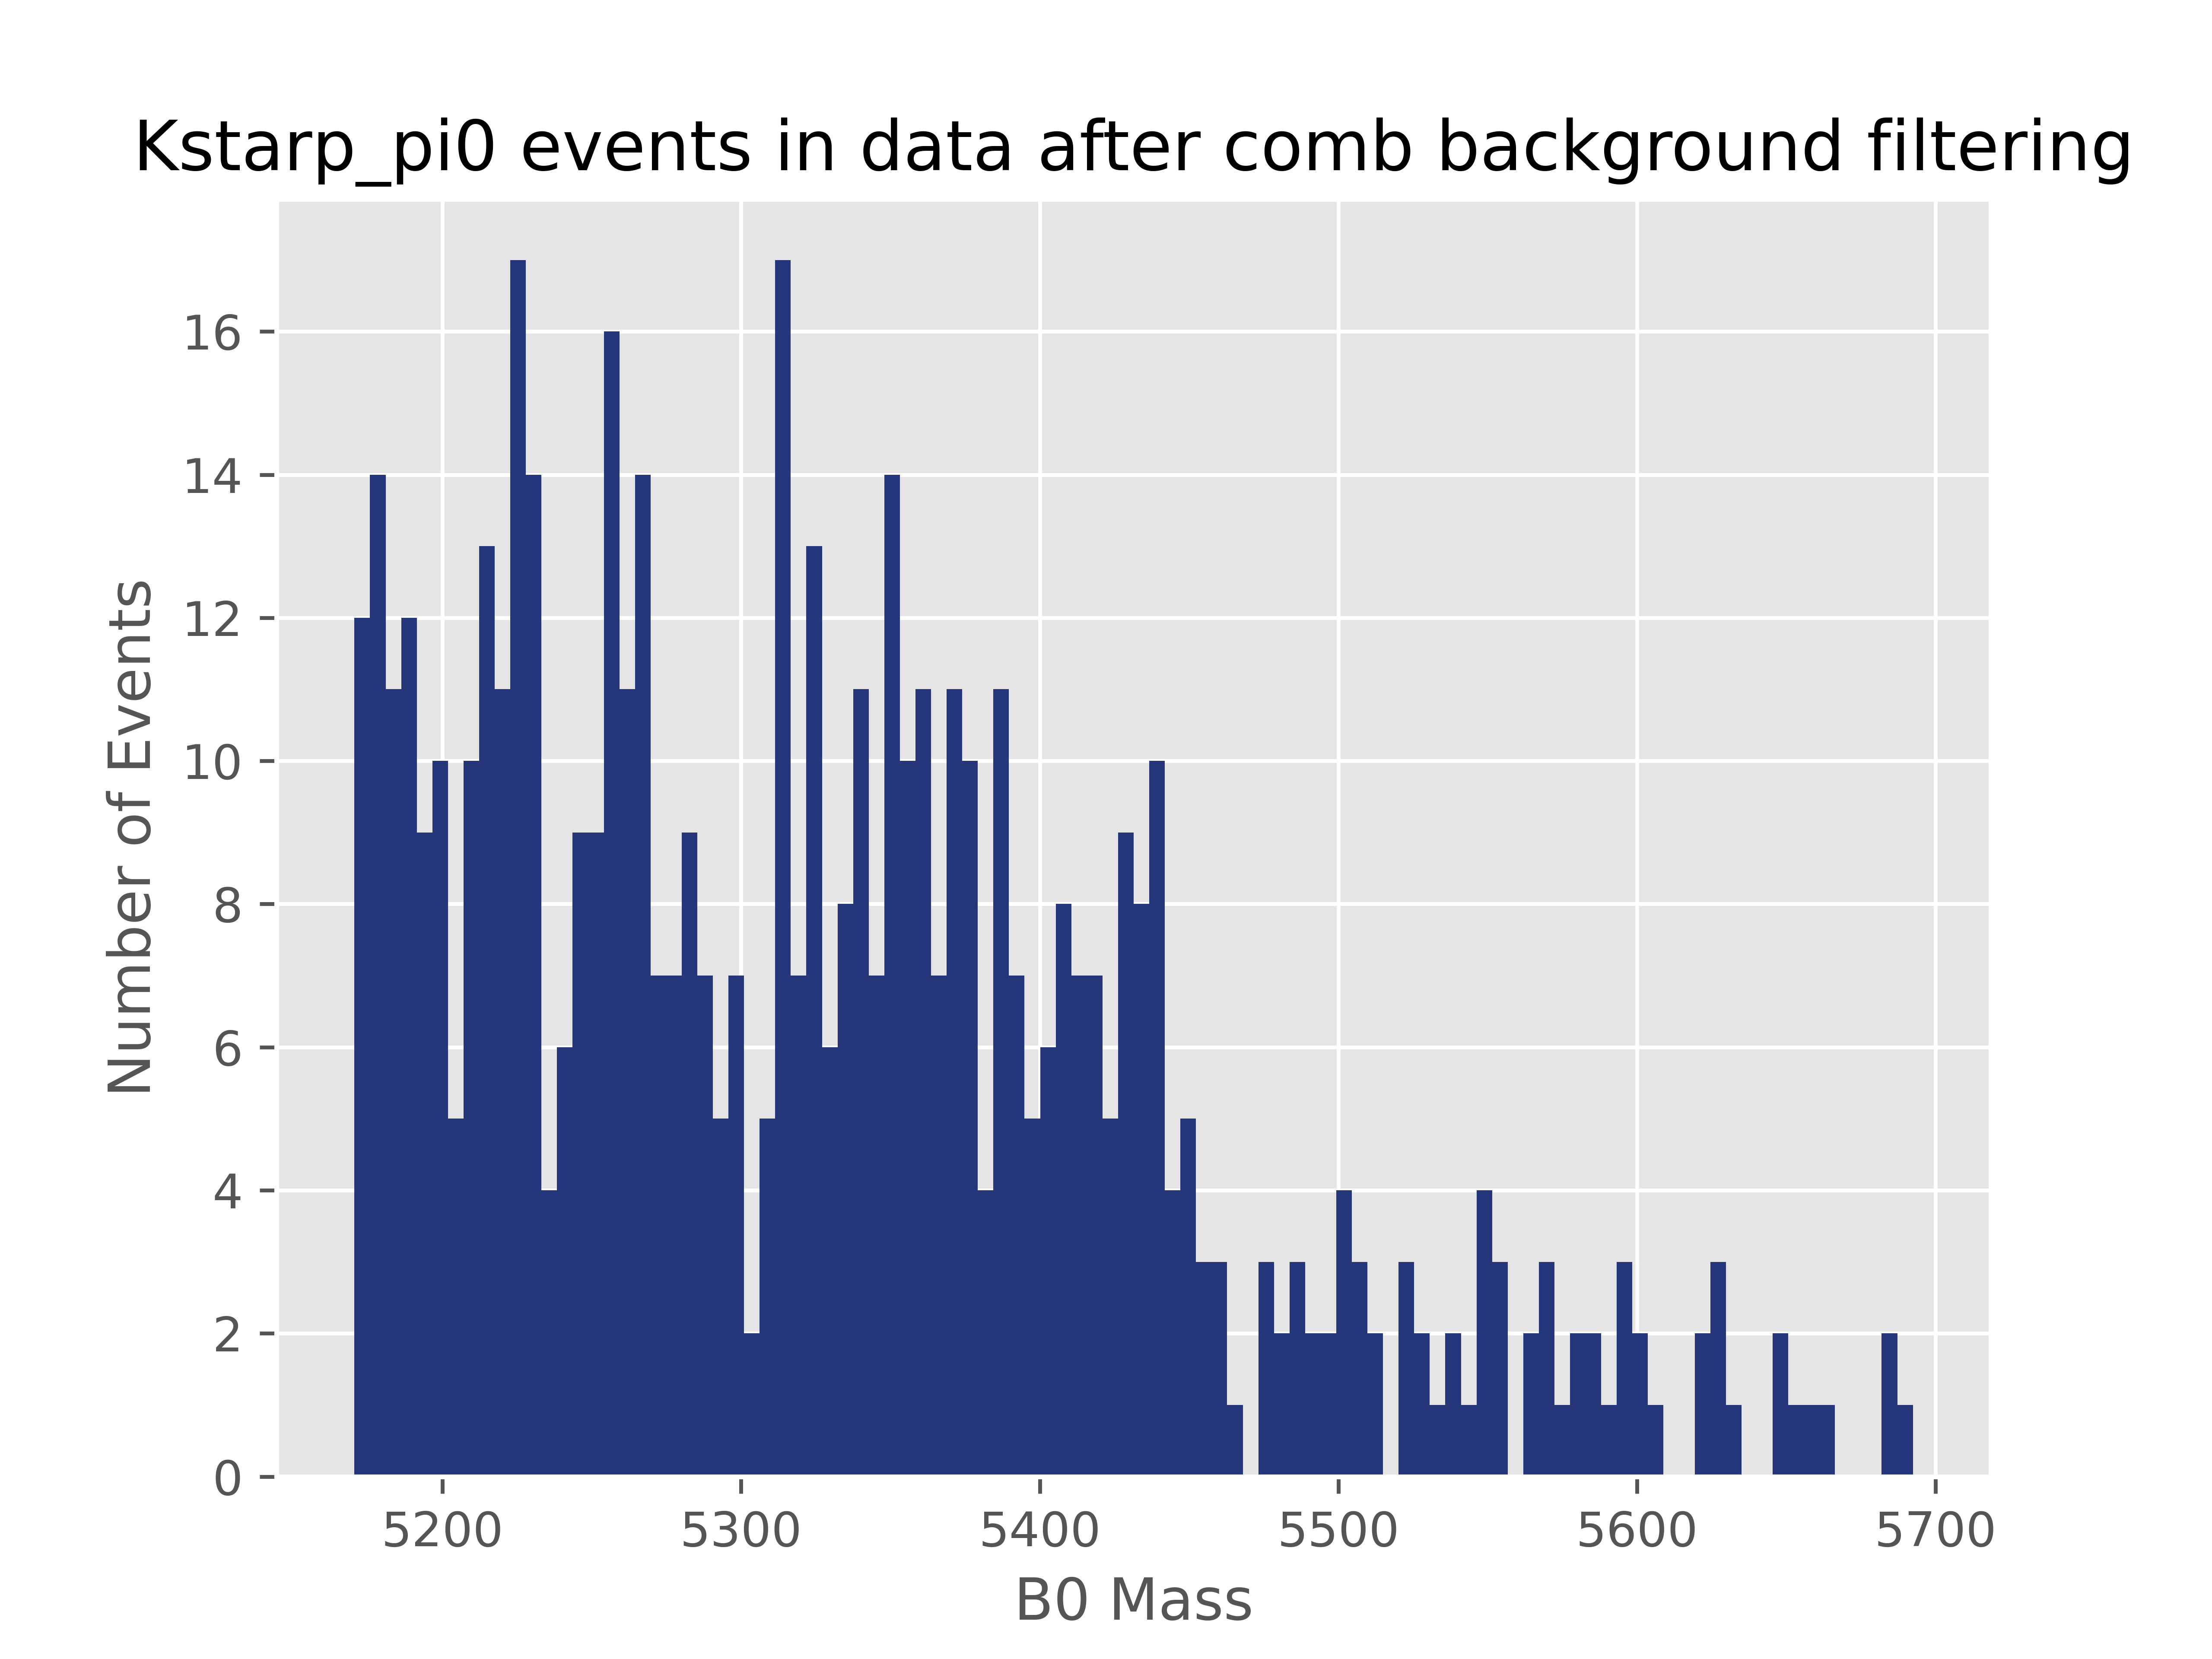 Kstarp_pi0 events in data after comb background filtering
Number of Events
16
14
12
10
8
6
4
2
0
5200 5300 5400 5500 5600 5700
B0 Mass